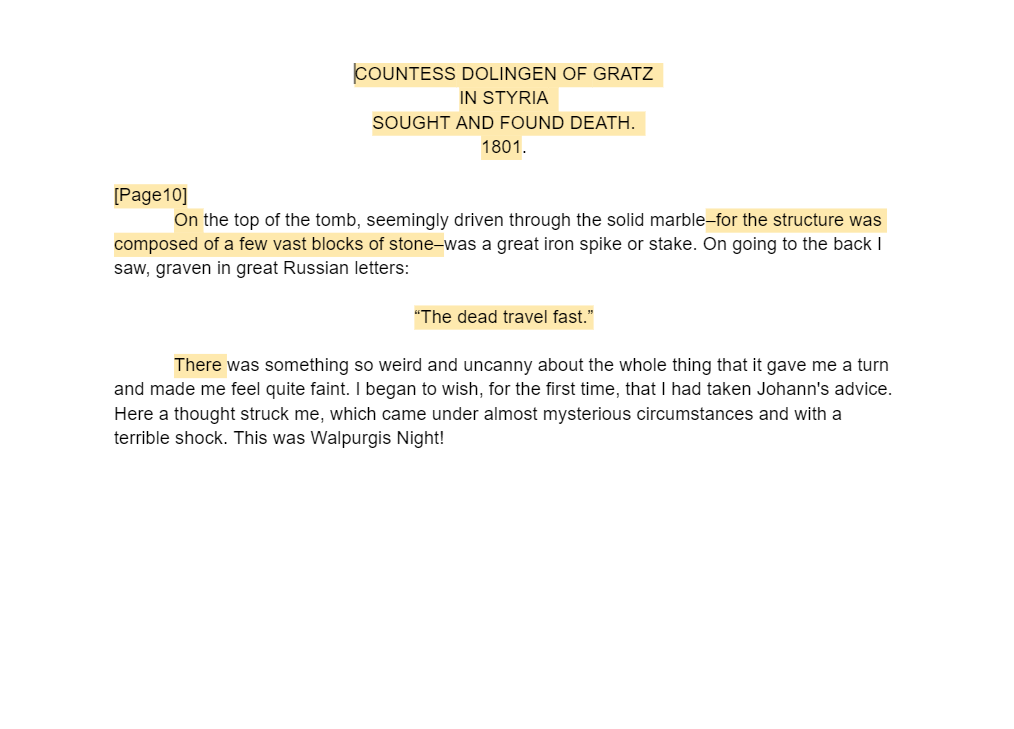 COUNTESS DOLINGEN OF GRATZ
IN STYRIA
SOUGHT AND FOUND DEATH.
1801.
[Page10]
On the top of the tomb, seemingly driven through the solid marble–for the structure was
composed of a few vast blocks of stone–was a great iron spike or stake. On going to the back I
saw, graven in great Russian letters:
“The dead travel fast.”
There was something so weird and uncanny about the whole thing that it gave me a turn
and made me feel quite faint. I began to wish, for the first time, that I had taken Johann's advice.
Here a thought struck me, which came under almost mysterious circumstances and with a
terrible shock. This was Walpurgis Night!